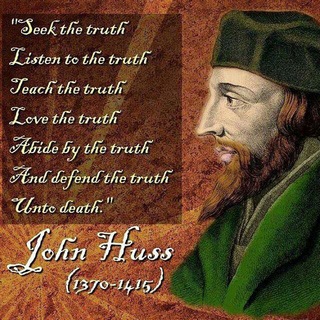 "Seek the truth
Listen to the truth
Teach the truth
Love the truth
Abide by the truth
And defend the truth
Unto death."
John Huss
(1370-1415)